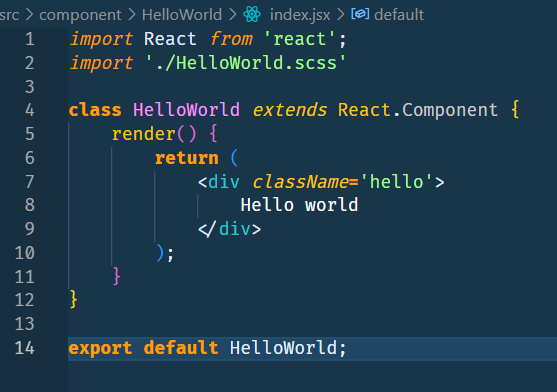 src > component > HelloWorld > index.jsx > default
1 import React from 'react';
2 import './HelloWorld.scss'
3
4 class HelloWorld extends React.Component {
5     render() {
6         return (
7             <div className='hello'>
8                 Hello world
9             </div>
10         );
11     }
12 }
13
14 export default HelloWorld;